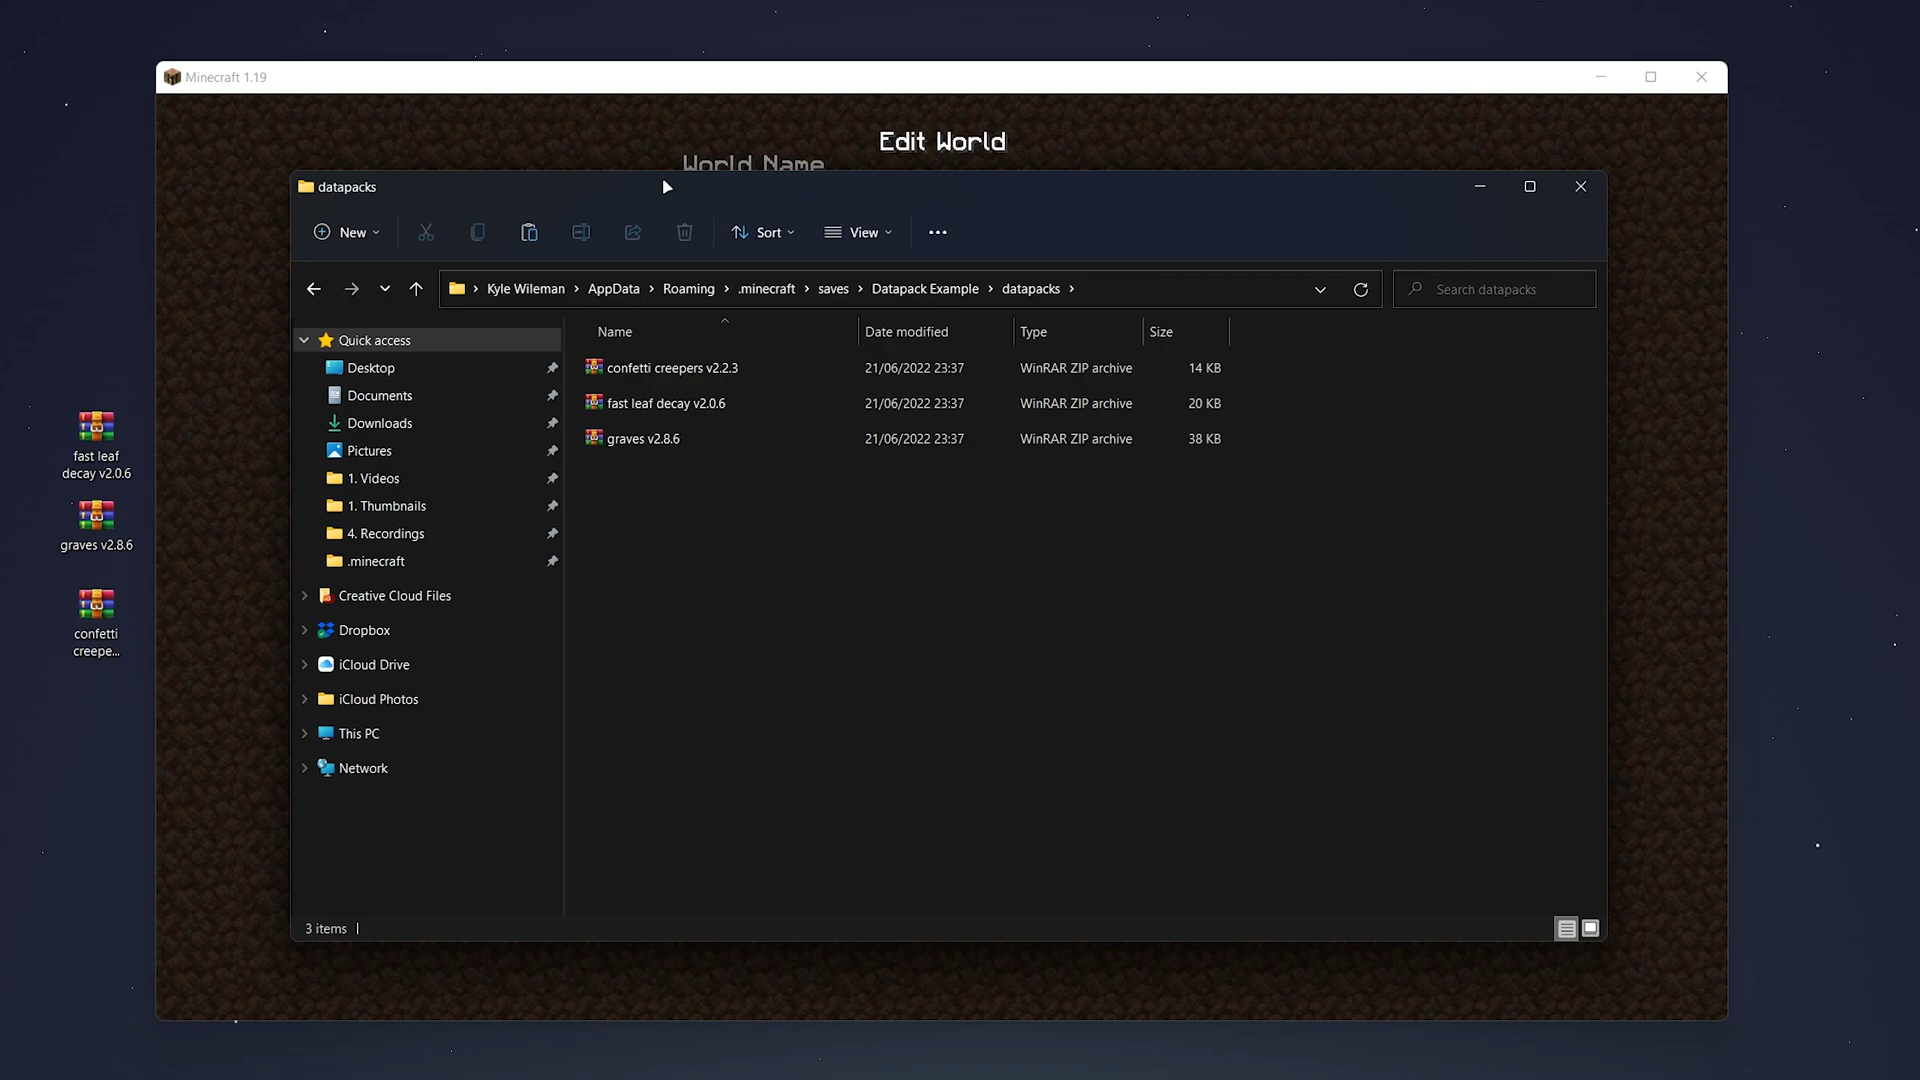 Minecraft 1.19
Edit World
World Name
datapacks
New
Sort
View
Kyle Wileman > AppData > Roaming > .minecraft > saves > Datapack Example > datapacks >
Search datapacks
Name Date modified Type Size
confetti creepers v2.2.3 21/06/2022 23:37 WinRAR ZIP archive 14 KB
fast leaf decay v2.0.6 21/06/2022 23:37 WinRAR ZIP archive 20 KB
graves v2.8.6 21/06/2022 23:37 WinRAR ZIP archive 38 KB
Quick access
Desktop
Documents
Downloads
Pictures
1. Videos
1. Thumbnails
4. Recordings
.minecraft
Creative Cloud Files
Dropbox
iCloud Drive
iCloud Photos
This PC
Network
3 items
fast leaf
decay v2.0.6
graves v2.8.6
confetti
creepe...